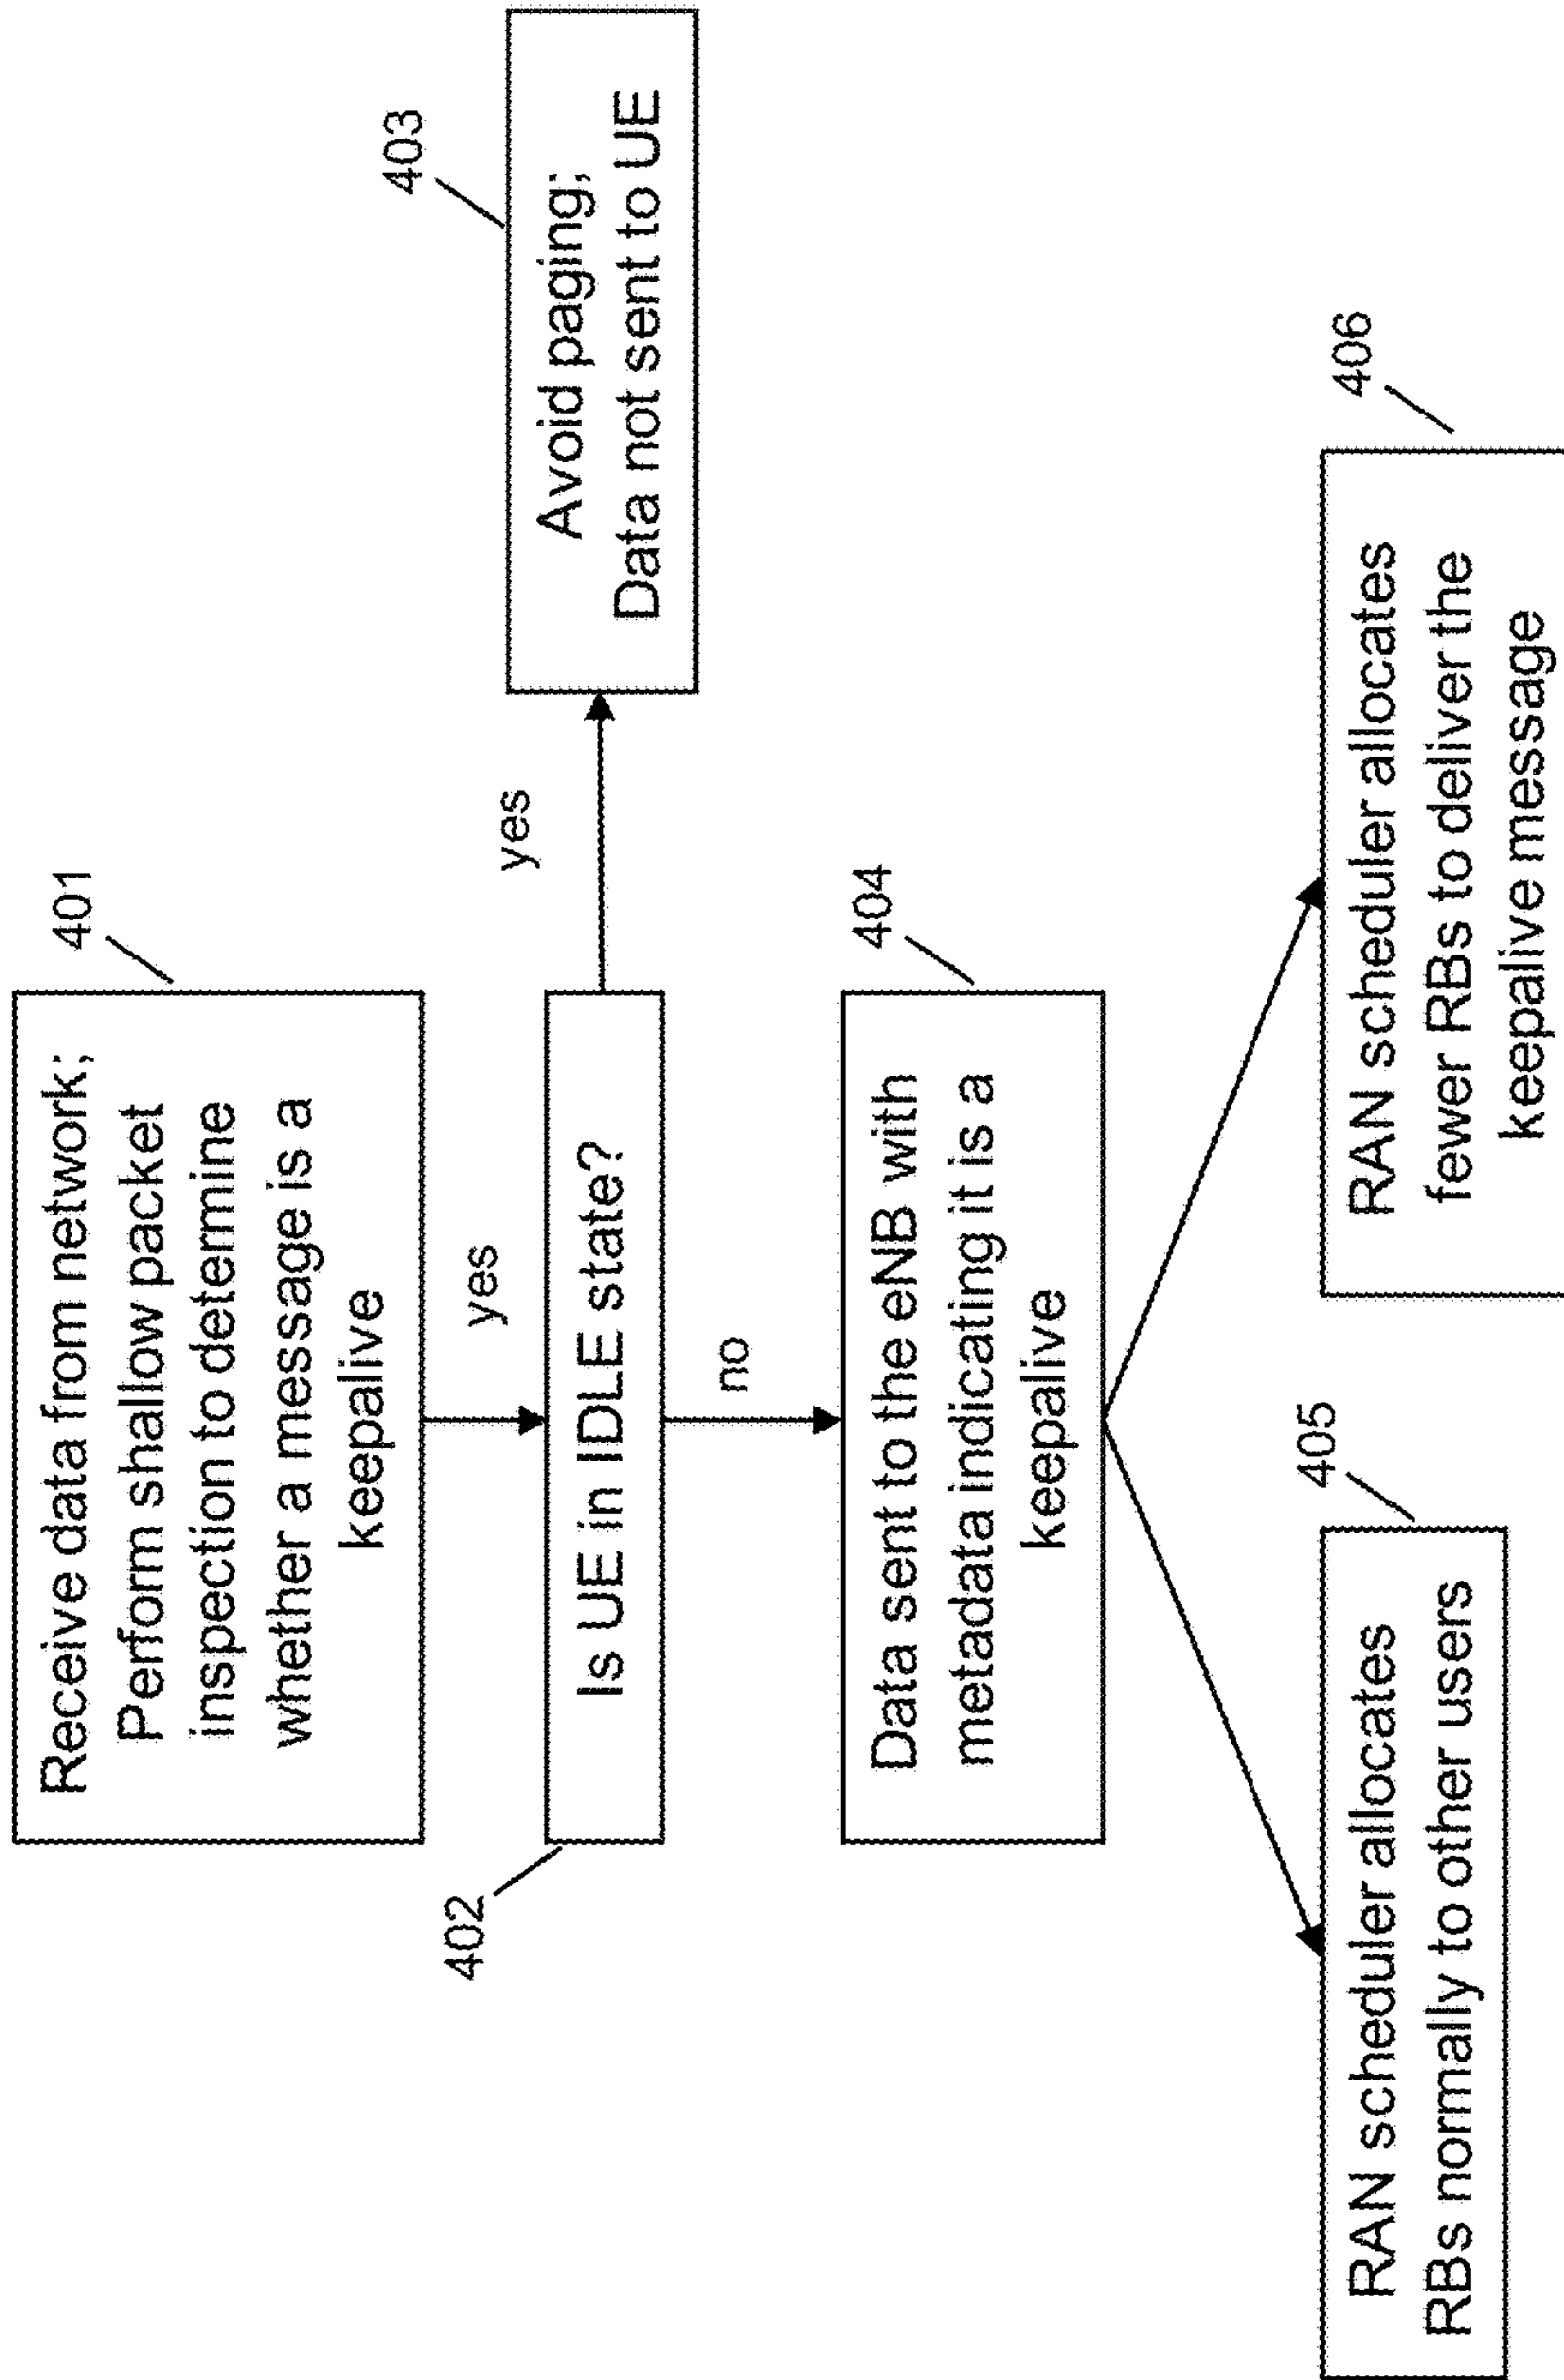 401
Receive data from network;
Perform shallow packet
inspection to determine
whether a message is a
keepalive
yes
402
Is UE in IDLE state?
yes
403
Avoid paging;
Data not sent to UE
no
404
Data sent to the eNB with
metadata indicating it is a
keepalive
405
RAN scheduler allocates
RBs normally to other users
406
RAN scheduler allocates
fewer RBs to deliver the
keepalive message